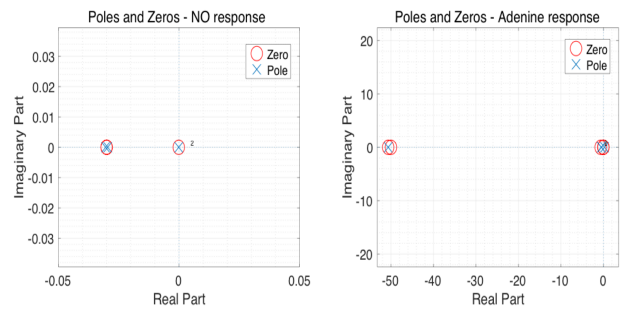 Poles and Zeros - NO response
Imaginary Part
0.03
0.02
0.01
0
-0.01
-0.02
-0.03
2
Zero
Pole
-0.05
0
0.05
Real Part
Poles and Zeros - Adenine response
Imaginary Part
20
10
0
-10
-20
Zero
Pole
-50
-40
-30
-20
-10
0
Real Part